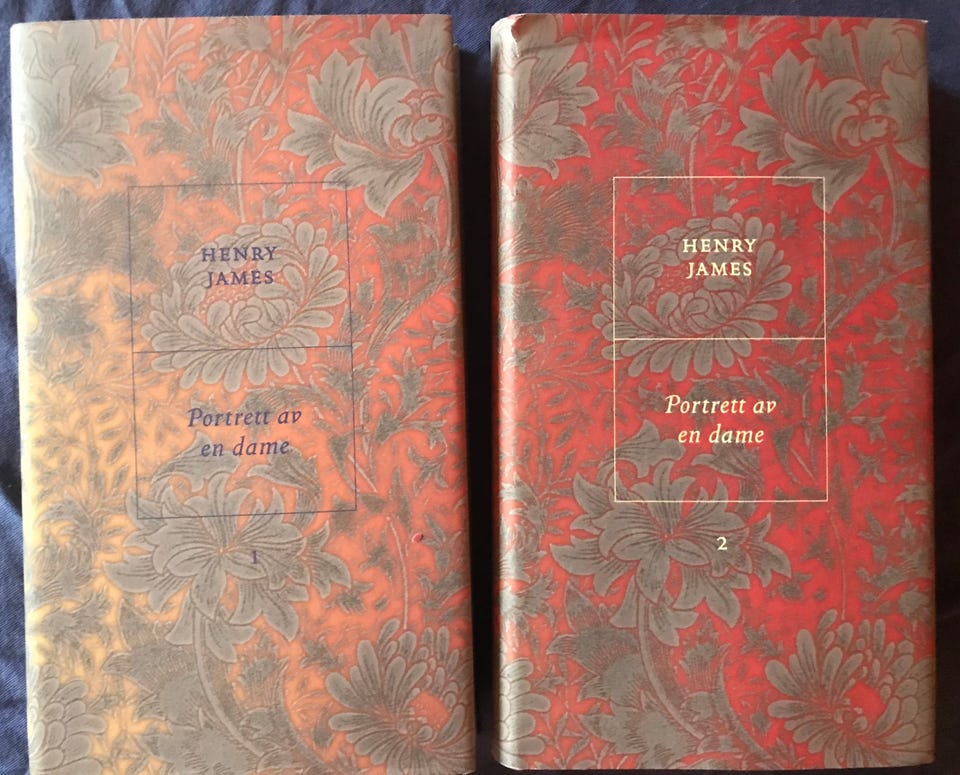 HENRY
JAMES
Portrett av
en dame
1
HENRY
JAMES
Portrett av
en dame
2